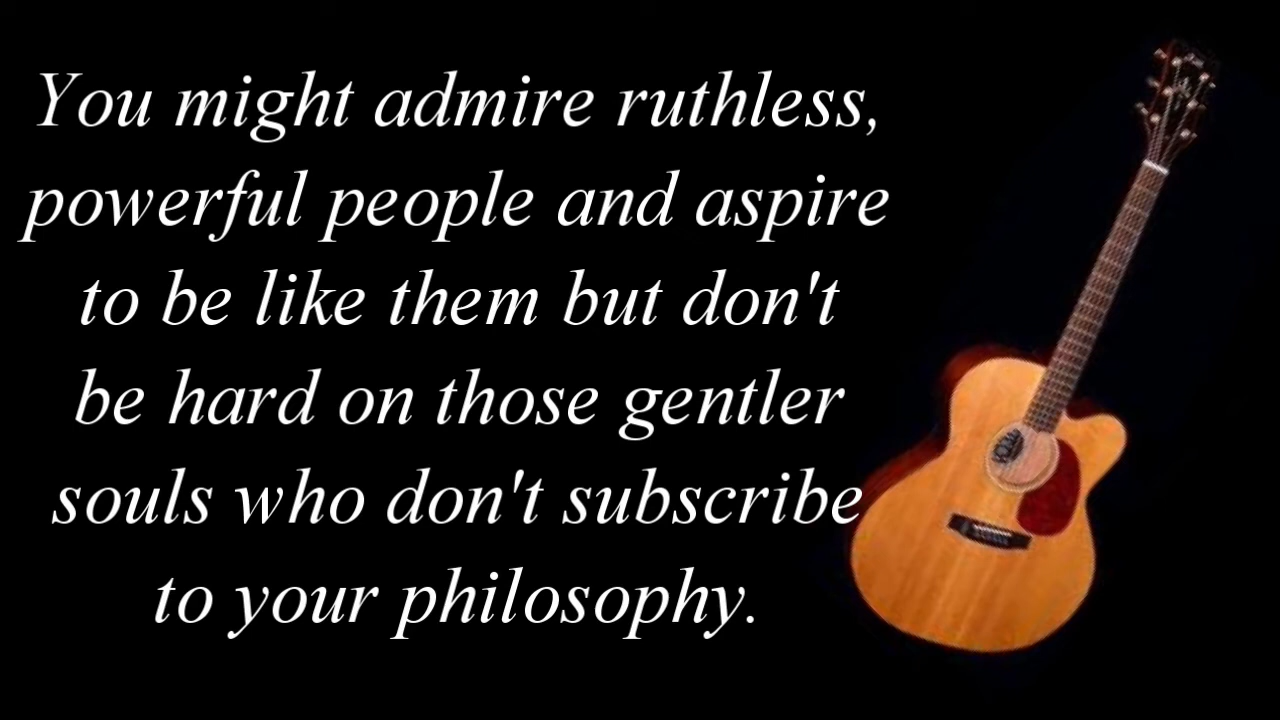 You might admire ruthless,
powerful people and aspire
to be like them but don't
be hard on those gentler
souls who don't subscribe
to your philosophy.